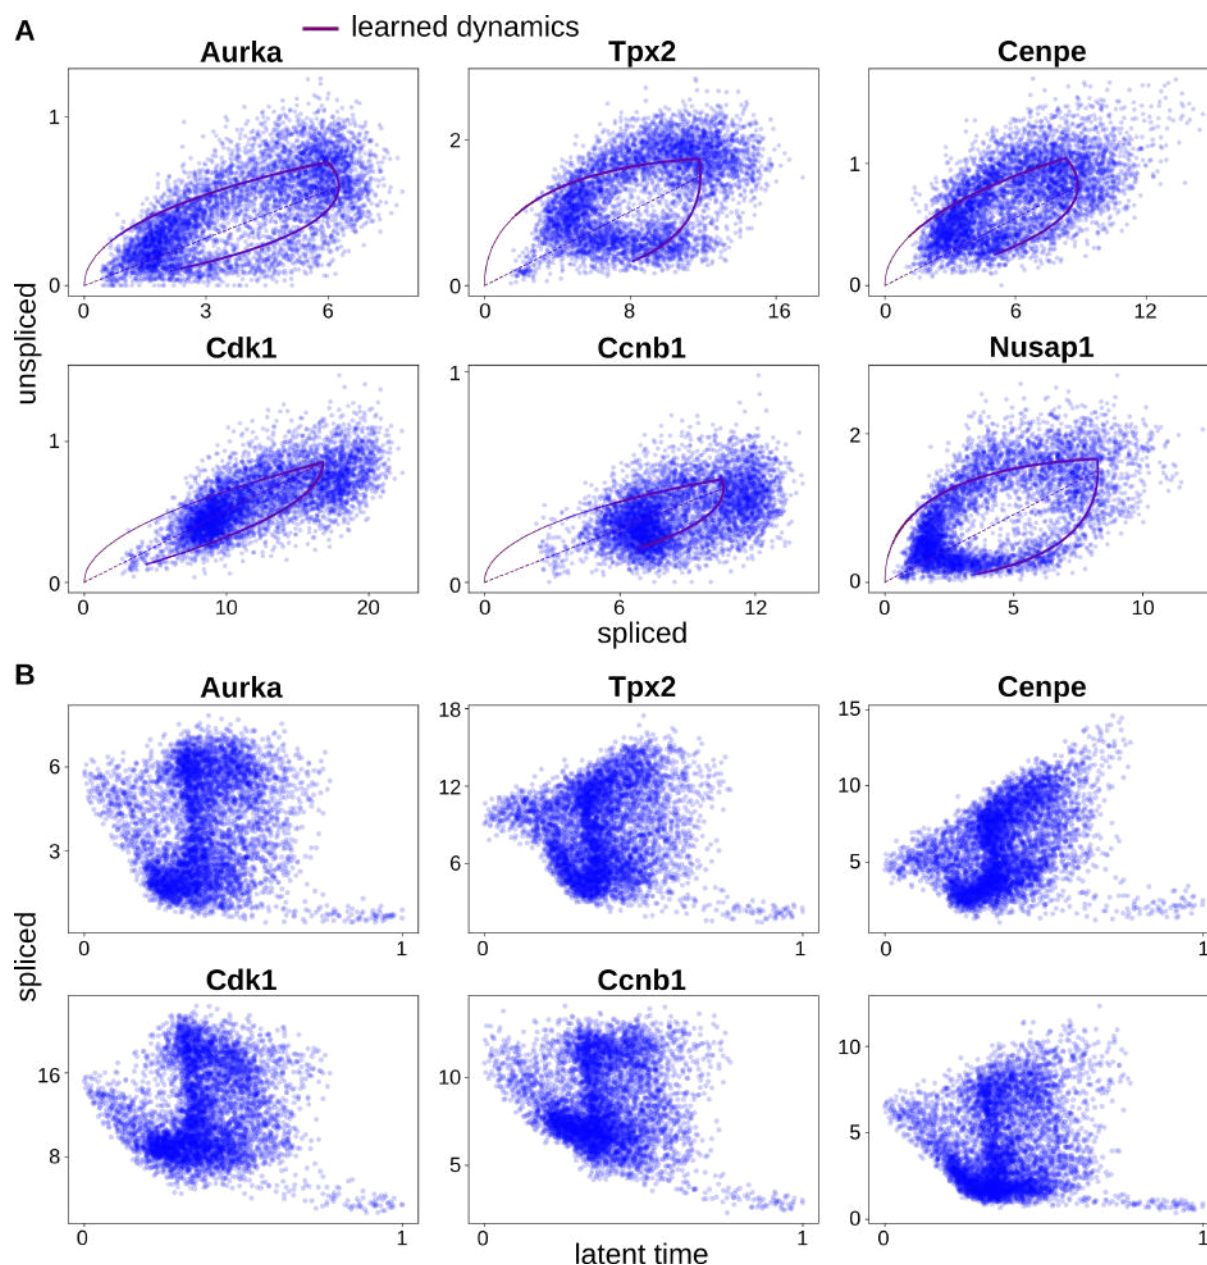 A
learned dynamics
Aurka Tpx2 Cenpe
1
0
0 3 6
2
1
0
0 8 16
1
0
0 6 12
unspliced
Cdk1 Ccnb1 Nusap1
1
0
0 10 20
1
0
0 6 12
2
0
0 5 10
spliced
B
Aurka Tpx2 Cenpe
6
3
0 1
18
12
6
0 1
15
10
5
0 1
spliced
Cdk1 Ccnb1
16
8
0 1
10
5
0 1
10
5
0
0 1
latent time